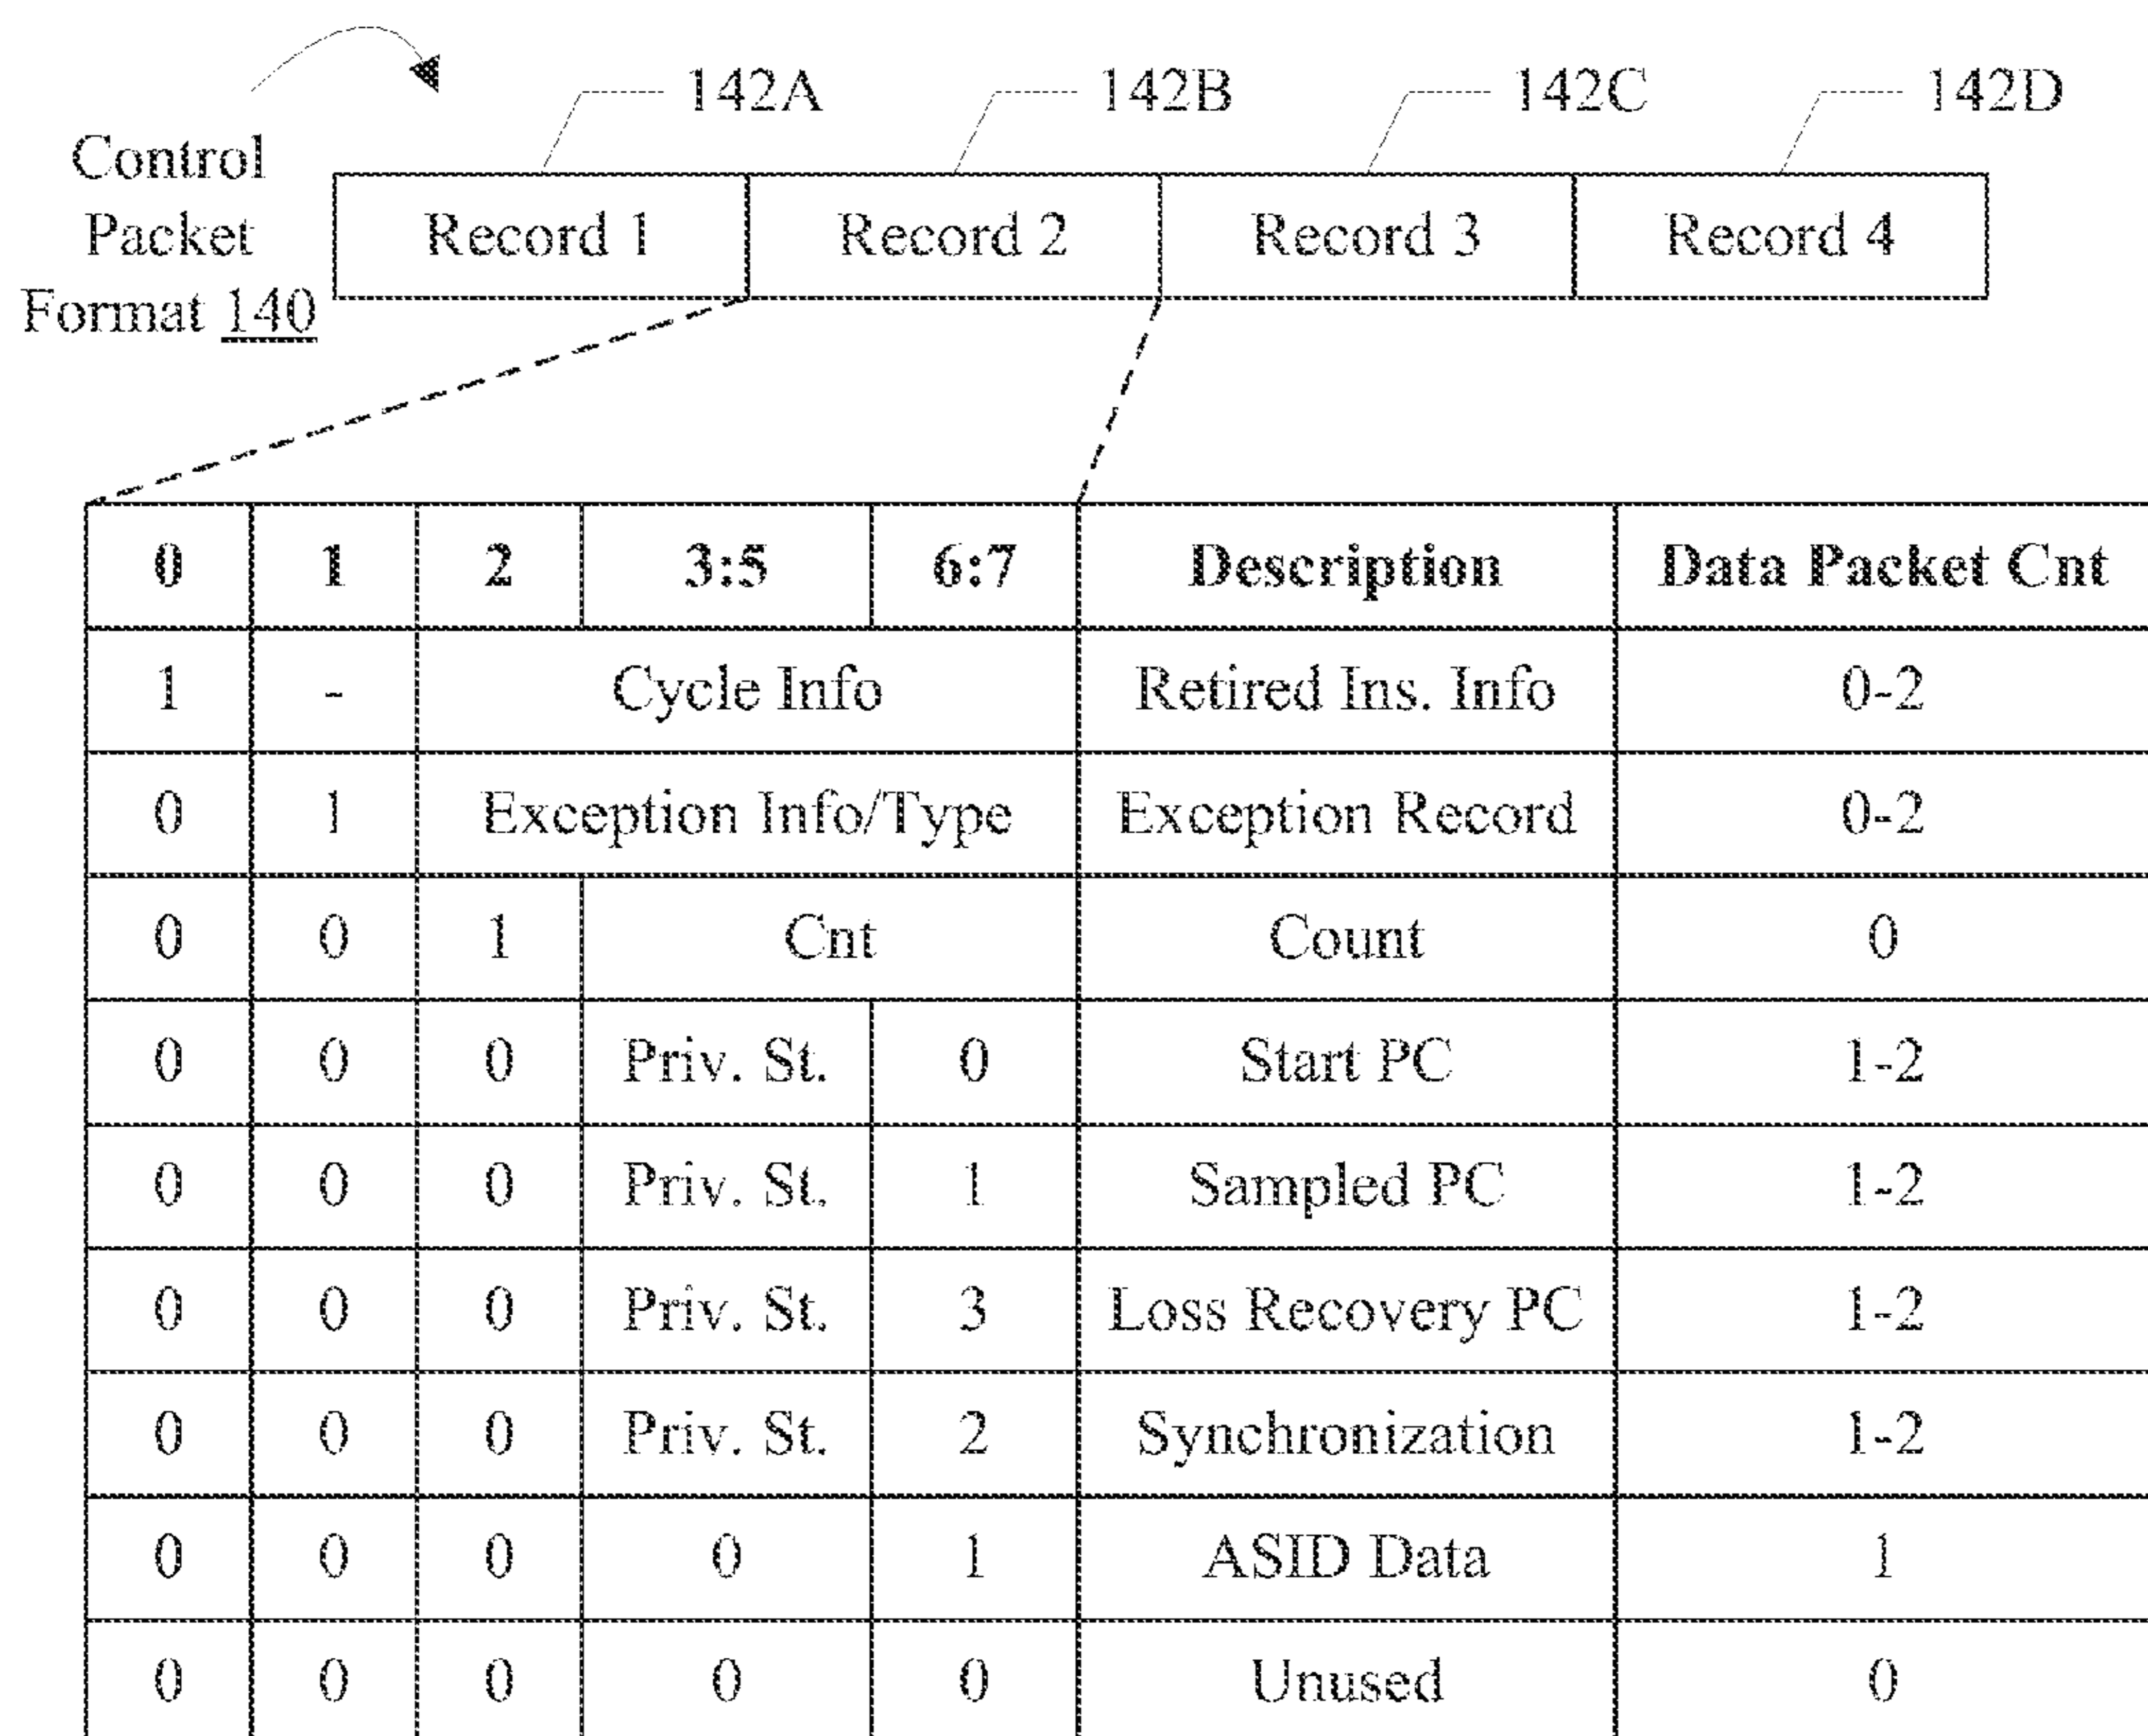 142A 142B 142C 142D
Control
Packet
Format 140
Record 1 Record 2 Record 3 Record 4
0 1 2 3:5 6:7 Description Data Packet Cnt
1 - Cycle Info Retired Ins. Info 0-2
0 1 Exception Info/Type Exception Record 0-2
0 0 1 Cnt Count 0
0 0 0 Priv. St. 0 Start PC 1-2
0 0 0 Priv. St. 1 Sampled PC 1-2
0 0 0 Priv. St. 3 Loss Recovery PC 1-2
0 0 0 Priv. St. 2 Synchronization 1-2
0 0 0 0 1 ASID Data 1
0 0 0 0 0 Unused 0